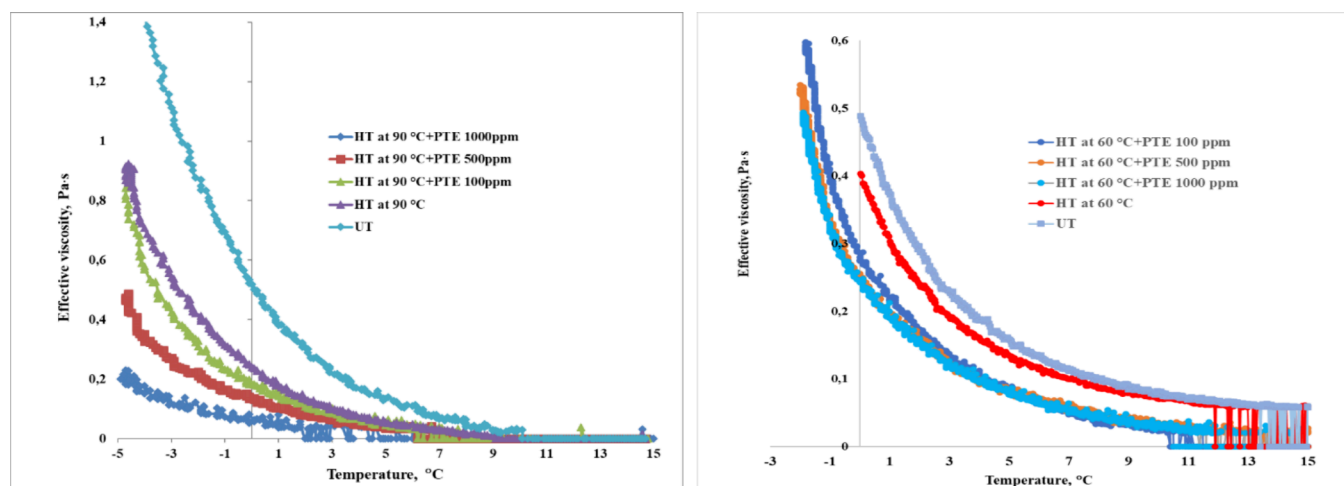 1,4
1,2
1
0,8
0,6
0,4
0,2
0
Effective viscosity, Pa·s
HT at 90 °C+PTE 1000ppm
HT at 90 °C+PTE 500ppm
HT at 90 °C+PTE 100ppm
HT at 90 °C
UT
-5 -3 -1 1 3 5 7 9 11 13 15
Temperature, °C
0,6
0,5
0,4
0,3
0,2
0,1
0
Effective viscosity, Pa·s
HT at 60 °C+PTE 100 ppm
HT at 60 °C+PTE 500 ppm
HT at 60 °C+PTE 1000 ppm
HT at 60 °C
UT
-3 -1 1 3 5 7 9 11 13 15
Temperature, °C